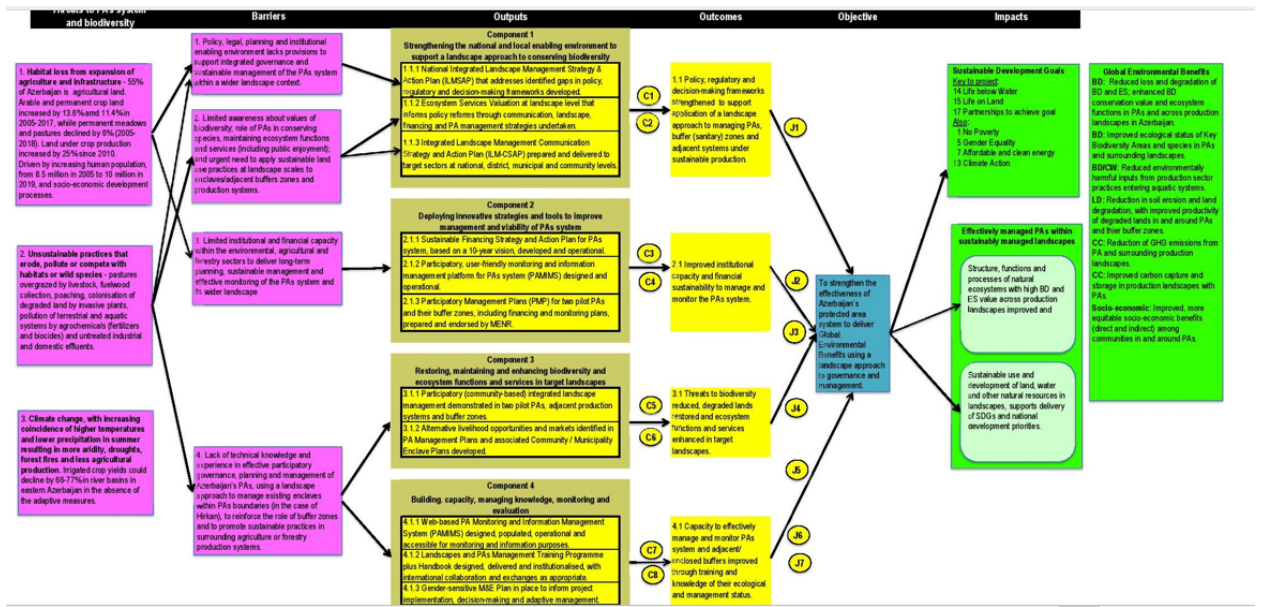 Threats to PAs system
and biodiversity
Barriers
Outputs
Outcomes
Objective
Impacts
1. Habitat loss from expansion of
agriculture and infrastructure - 55%
of Azerbaijan is agricultural land.
Arable and permanent crop land
increased by 13.6%amd 11.4% in
2005-2017, while permanent meadows
and pastures declined by 6% (2005-
2018). Land under crop production
increased by 25% since 2010.
Driven by increasing human population,
from 8.5 million in 2005 to 10 million in
2019, and socio-economic development
processes.
2. Unsustainable practices that
erode, pollute or compete with
habitats or wild species - pastures
overgrazed by livestock, fuelwood
collection, poaching, colonisation of
degraded land by invasive plants,
pollution of terrestrial and aquatic
systems by agrochemicals (fertilizers
and biocides) and untreated industrial
and domestic effluents.
3. Climate change, with increasing
coincidence of higher temperatures
and lower precipitation in summer
resulting in more aridity, droughts,
forest fires and less agricultural
production. Irrigated crop yields could
decline by 66-77% in river basins in
eastern Azerbaijan in the absence of
the adaptive measures.
1. Policy, legal, planning and institutional
enabling environment lacks provisions to
support integrated governance and
sustainable management of the PAs system
within a wider landscape context.
2. Limited awareness about values of
biodiversity; role of PAs in conserving
species, maintaining ecosystem functions
and services (including public enjoyment);
and urgent need to apply sustainable land
use practices at landscape scales to
enclaves/adjacent buffers zones and
production systems.
3. Limited institutional and financial capacity
within the environmental, agricultural and
forestry sectors to deliver long-term
planning, sustainable management and
effective monitoring of the PAs system and
its wider landscape
4. Lack of technical knowledge and
experience in effective participatory
governance, planning and management of
Azerbaijan's PAs, using a landscape
approach to manage existing enclaves
within PAs boundaries (in the case of
Hirkan), to reinforce the role of buffer zones
and to promote sustainable practices in
surrounding agriculture or forestry
production systems.
Component 1
Strengthening the national and local enabling environment to
support a landscape approach to conserving biodiversity
1.1.1 National Integrated Landscape Management Strategy &
Action Plan (ILMSAP) that addresses identified gaps in policy,
regulatory and decision-making frameworks developed.
1.1.2 Ecosystem Services Valuation at landscape level that
informs policy reforms through communication, landscape,
financing and PA management strategies undertaken.
1.1.3 Integrated Landscape Management Communication
Strategy and Action Plan (ILM-CSAP) prepared and delivered to
target sectors at national, district, municipal and community levels.
Component 2
Deploying innovative strategies and tools to improve
management and viability of PAs system
2.1.1 Sustainable Financing Strategy and Action Plan for PAs
system, based on a 10-year vision, developed and operational.
2.1.2 Participatory, user-friendly monitoring and information
management platform for PAs system (PAMIMS) designed and
operational.
2.1.3 Participatory Management Plans (PMP) for two pilot PAs
and their buffer zones, including financing and monitoring plans,
prepared and endorsed by MENR.
Component 3
Restoring, maintaining and enhancing biodiversity and
ecosystem functions and services in target landscapes
3.1.1 Participatory (community-based) integrated landscape
management demonstrated in two pilot PAs, adjacent production
systems and buffer zones.
3.1.2 Alternative livelihood opportunities and markets identified in
PA Management Plans and associated Community / Municipality
Enclave Plans developed.
Component 4
Building. capacity, managing knowledge, monitoring and
evaluation
4.1.1 Web-based PA Monitoring and Information Management
System (PAMIMS) designed, populated, operational and
accessible for monitoring and information purposes.
4.1.2 Landscapes and PAs Management Training Programme
plus Handbook designed, delivered and institutionalised, with
international collaboration and exchanges as appropriate.
4.1.3 Gender-sensitive M&E Plan in place to inform project
implementation, decision-making and adaptive management.
C1
C2
C3
C4
C5
C6
C7
C8
1.1 Policy, regulatory and
decision-making frameworks
strengthened to support
application of a landscape
approach to managing PAs,
buffer (sanitary) zones and
adjacent systems under
sustainable production.
2.1 Improved institutional
capacity and financial
sustainability to manage and
monitor the PAs system.
3.1 Threats to biodiversity
reduced, degraded lands
restored and ecosystem
functions and services
enhanced in target
landscapes.
4.1 Capacity to effectively
manage and monitor PAs
system and adjacent/
enclosed buffers improved
through training and
knowledge of their ecological
and management status.
J1
J2
J3
J4
J5
J6
J7
To strengthen the
effectiveness of
Azerbaijan's
protected area
system to deliver
Global
Environmental
Benefits using a
landscape approach
to governance and
management.
Sustainable Development Goals
Key to project:
14 Life below Water
15 Life on Land
17 Partnerships to achieve goal
Also:
1 No Poverty
5 Gender Equality
7 Affordable and clean energy
13 Climate Action
Effectively managed PAs within
sustainably managed landscapes
Structure, functions and
processes of natural
ecosystems with high BD and
ES value across production
landscapes improved and
Sustainable use and
development of land, water
and other natural resources in
landscapes, supports delivery
of SDGs and national
development priorities.
Global Environmental Benefits
BD: Reduced loss and degradation of
BD and ES; enhanced BD
conservation value and ecosystem
functions in PAs and across production
landscapes in Azerbaijan.
BD: Improved ecological status of Key
Biodiversity Areas and species in PAs
and surrounding landscapes.
BD/CW: Reduced environmentally
harmful inputs from production sector
practices entering aquatic systems.
LD: Reduction in soil erosion and land
degradation, with improved productivity
of degraded lands in and around PAs
and thier buffer zones.
CC: Reduction of GHG emissions from
PA and surrounding production
landscapes.
CC: Improved carbon capture and
storage in production landscapes with
PAs.
Socio-economic: Improved, more
equitable socio-economic benefits
(direct and indirect) among
communities in and around PAs.